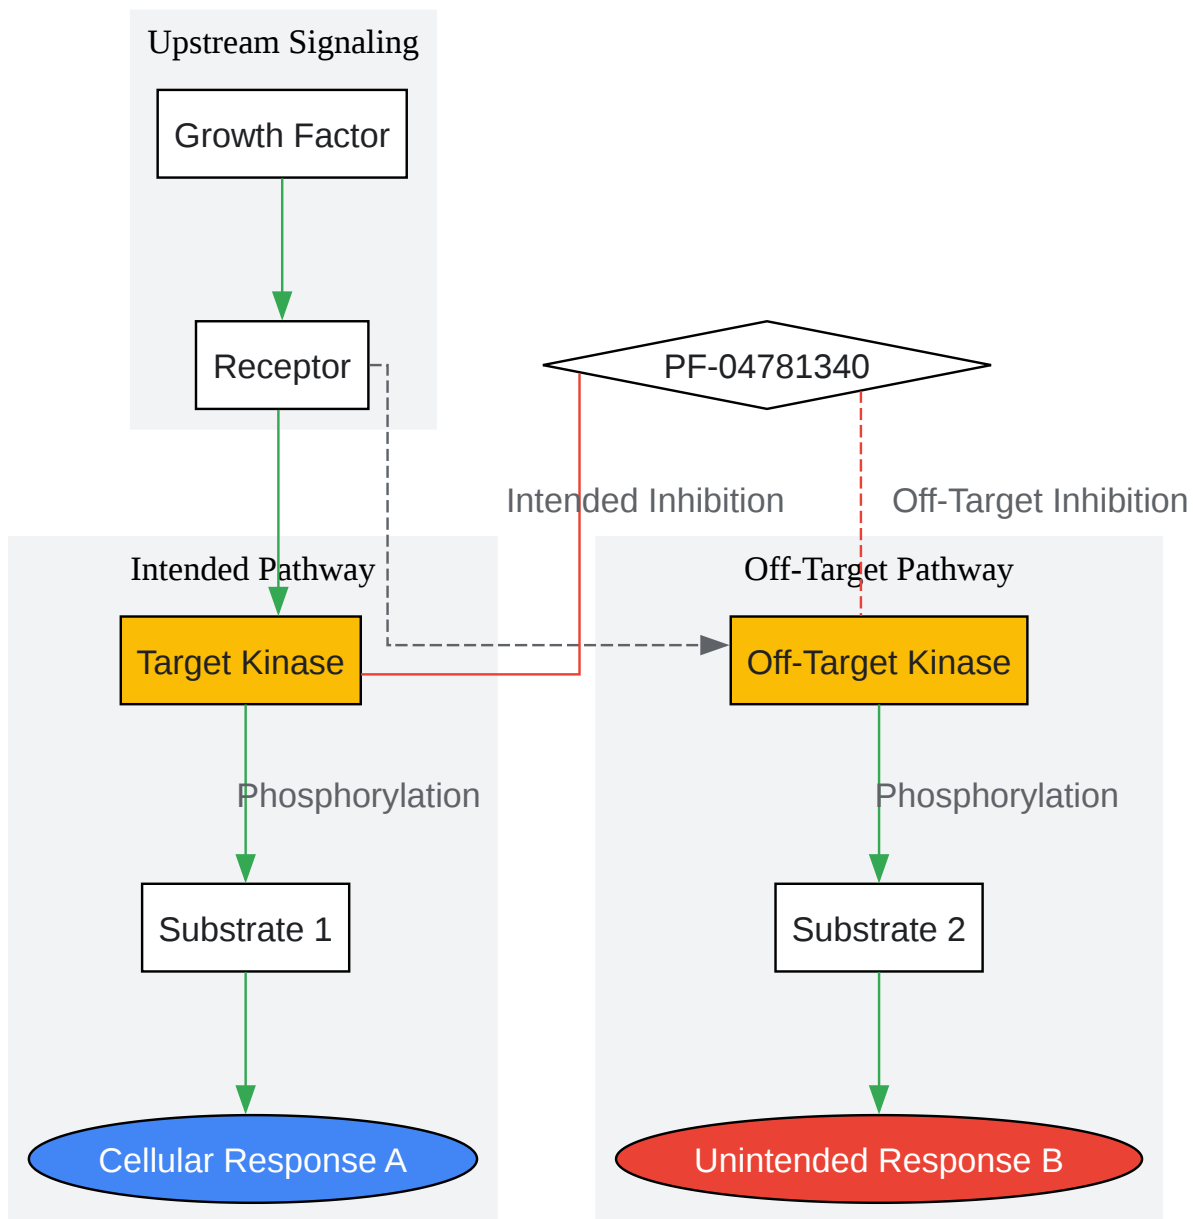 Upstream Signaling
Growth Factor
Receptor
PF-04781340
Intended Inhibition
Off-Target Inhibition
Intended Pathway
Off-Target Pathway
Target Kinase
Off-Target Kinase
Phosphorylation
Phosphorylation
Substrate 1
Substrate 2
Cellular Response A
Unintended Response B